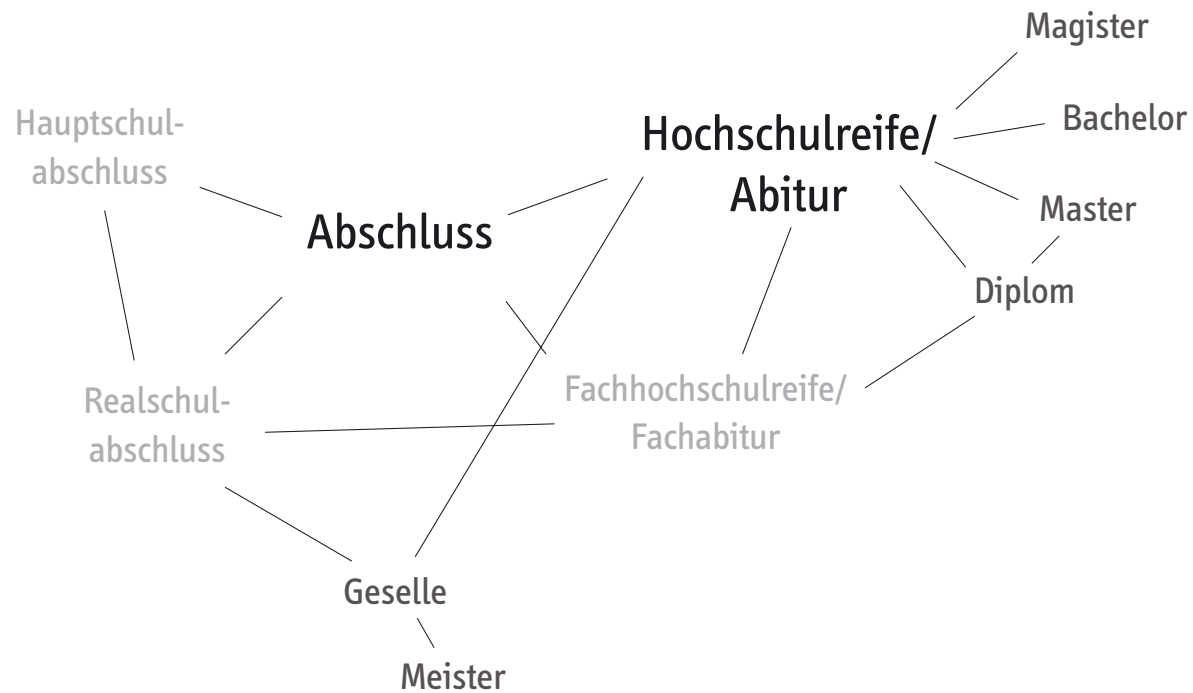 Magister
Hauptschul-
abschluss
Hochschulreife/
Abitur
Bachelor
Abschluss
Master
Diplom
Realschul-
abschluss
Fachhochschulreife/
Fachabitur
Geselle
Meister